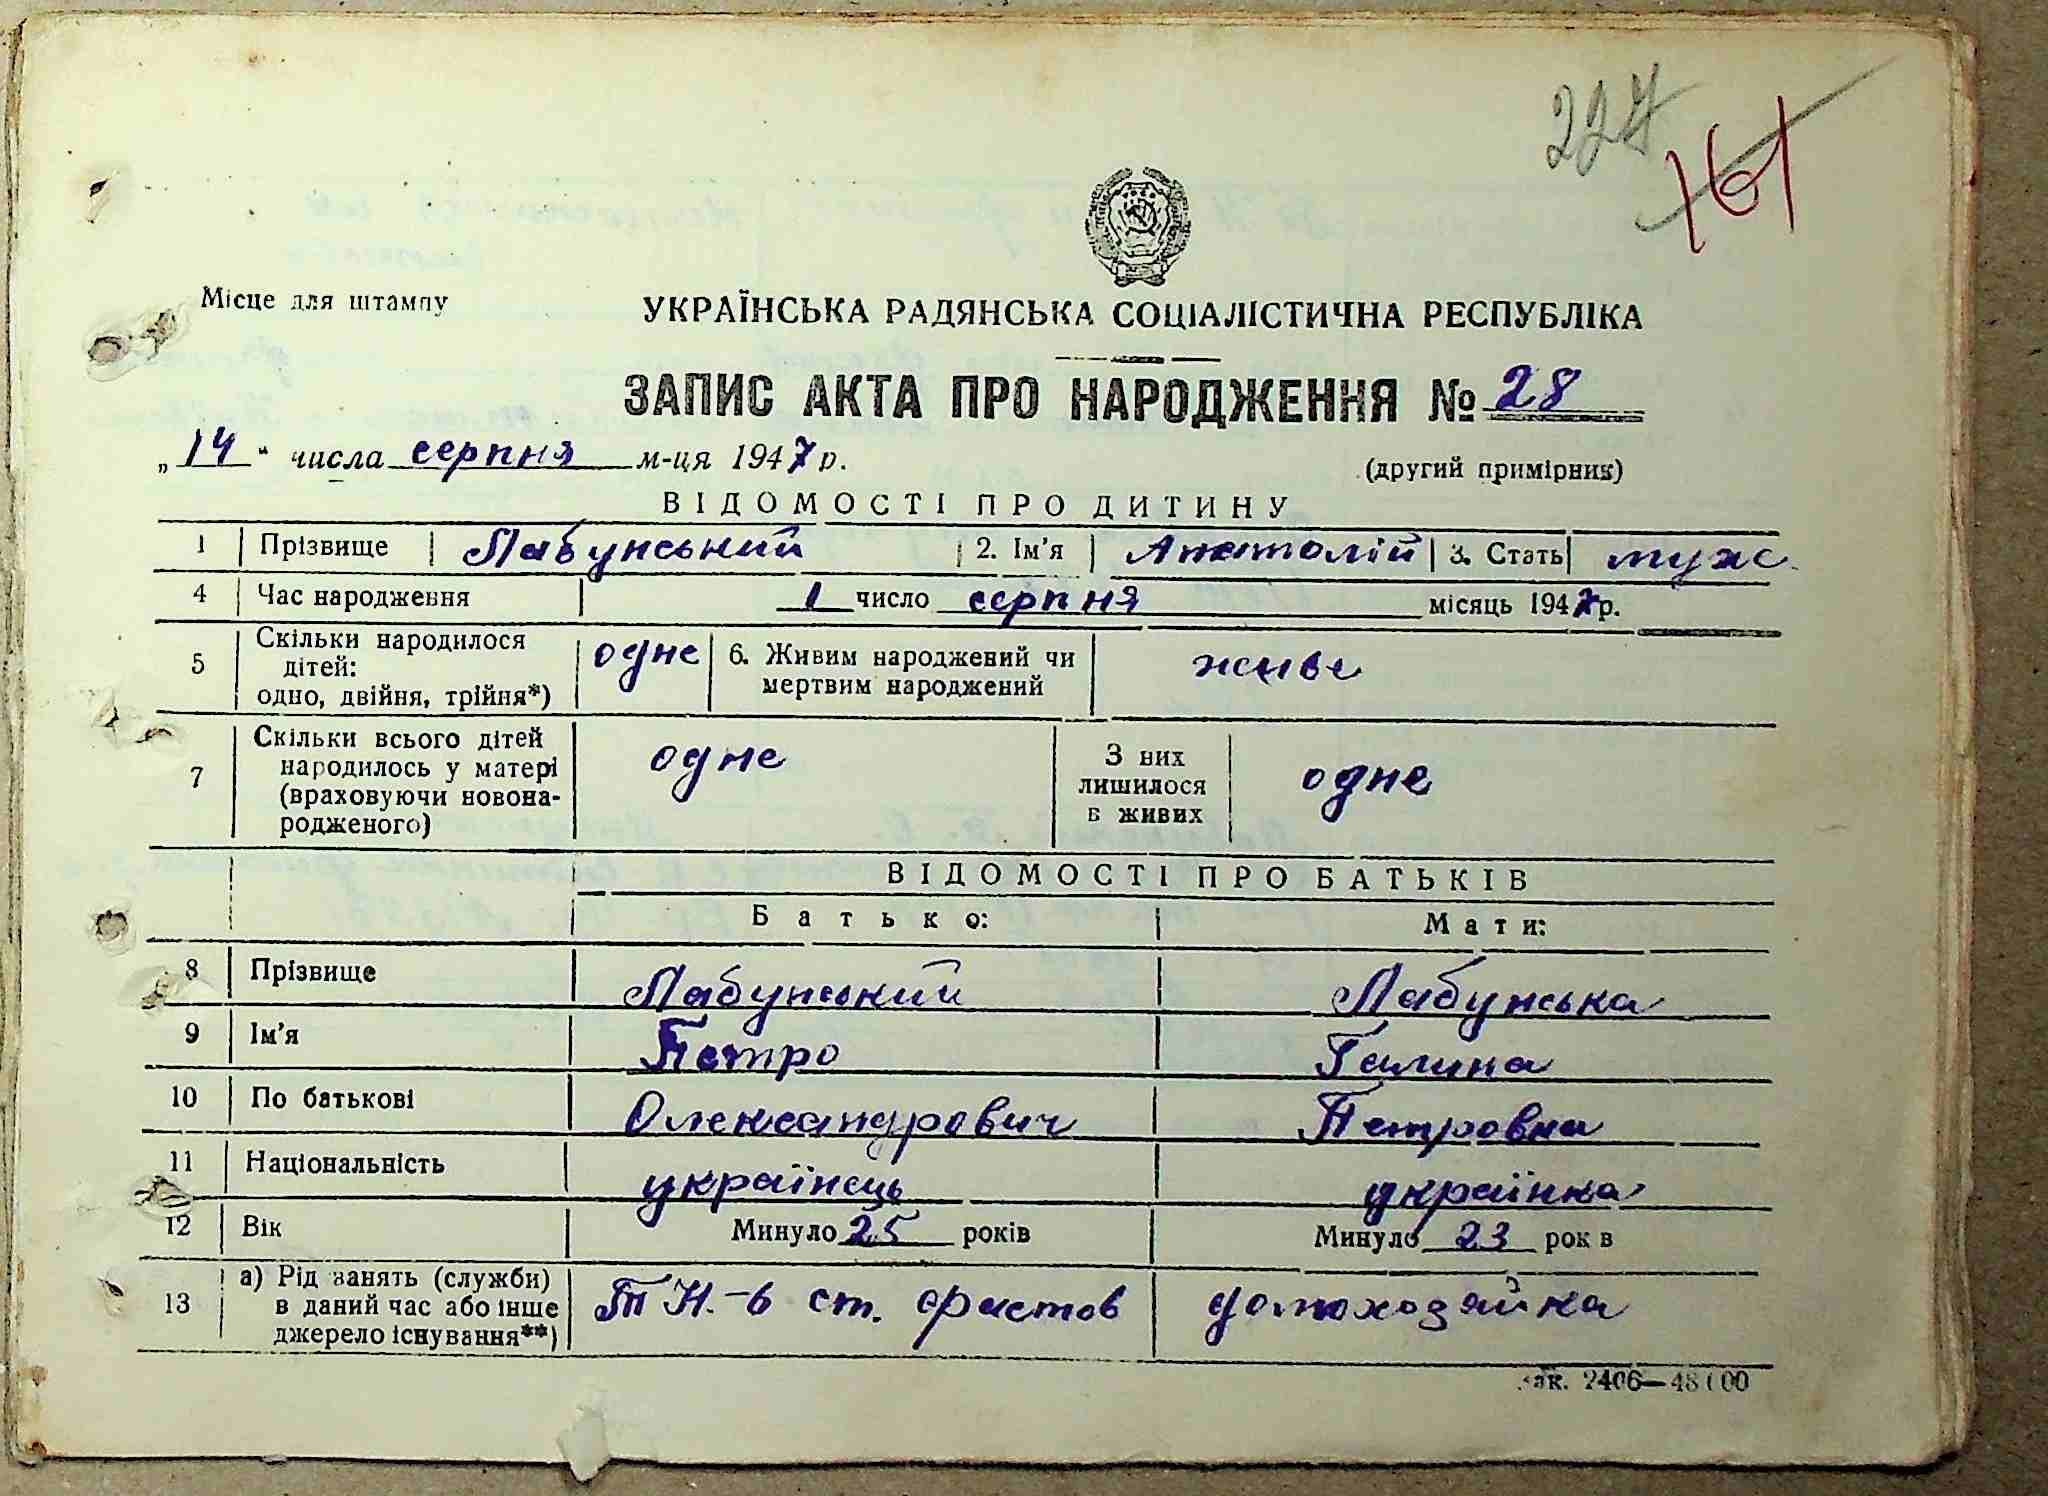 227
161
Місце для штампу
УКРАЇНСЬКА РАДЯНСЬКА СОЦІАЛІСТИЧНА РЕСПУБЛІКА
ЗАПИС АКТА ПРО НАРОДЖЕННЯ № 28
„14“ числа серпня м-ця 1947 р.
(другий примірник)
ВІДОМОСТІ ПРО ДИТИНУ
1 Прізвище Лабунський 2. Ім'я Анатолій 3. Стать муж.
4 Час народження 1 число серпня місяць 1947 р.
5 Скільки народилося дітей: одно, двійня, трійня*) одне 6. Живим народжений чи мертвим народжений живе
7 Скільки всього дітей народилось у матері (враховуючи новонародженого) одне З них лишилося в живих одне
ВІДОМОСТІ ПРО БАТЬКІВ
Батько: Мати:
8 Прізвище Лабунський Лабунська
9 Ім'я Петро Галина
10 По батькові Олександрович Петровна
11 Національність українець українка
12 Вік Минуло 25 років Минуло 23 рок в
13 а) Рід занять (служби) в даний час або інше джерело існування**) ст. Фастов домохозяйка
Зак. 2406—48000